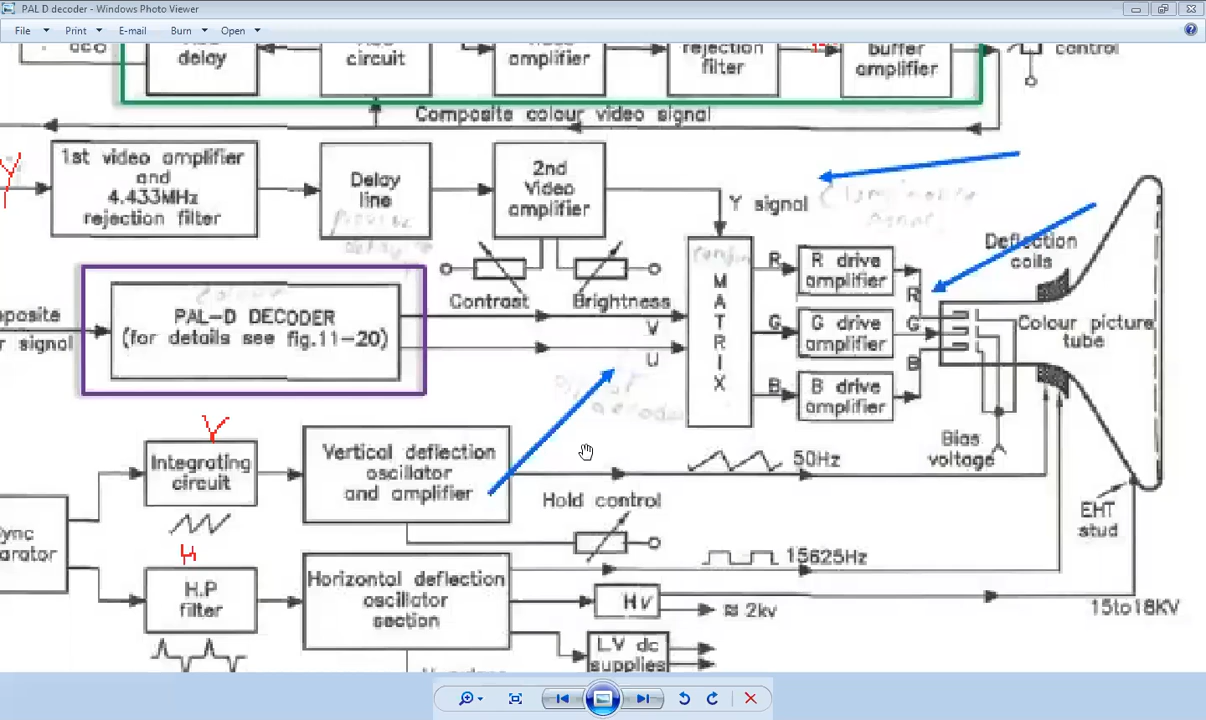 PAL D decoder - Windows Photo Viewer
File Print E-mail Burn Open
delay
circuit
amplifier
rejection
filter
buffer
amplifier
control
Composite colour video signal
Y
1st video amplifier
and
4.433MHz
rejection filter
Delay
line
2nd
Video
amplifier
Y signal
Contrast
Brightness
PAL-D DECODER
(for details see fig.11-20)
V
U
MATRIX
R
G
B
R drive
amplifier
G drive
amplifier
B drive
amplifier
R
G
B
Deflection
coils
Colour picture
tube
Bias
voltage
EHT
stud
15to18KV
Y
Integrating
circuit
Vertical deflection
oscillator
and amplifier
50Hz
Hold control
H
H.P
filter
Horizontal deflection
oscillator
section
15625Hz
Hv
≈ 2kv
L.V dc
supplies